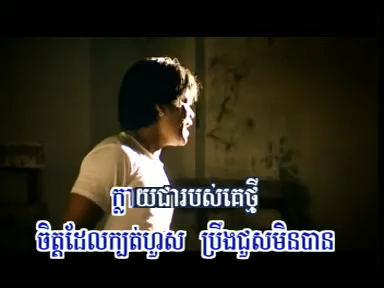 ក្លាយជារបស់គេថ្មី
ចិត្តដែលក្បត់ហួស ប្រឹងជួសមិនបាន